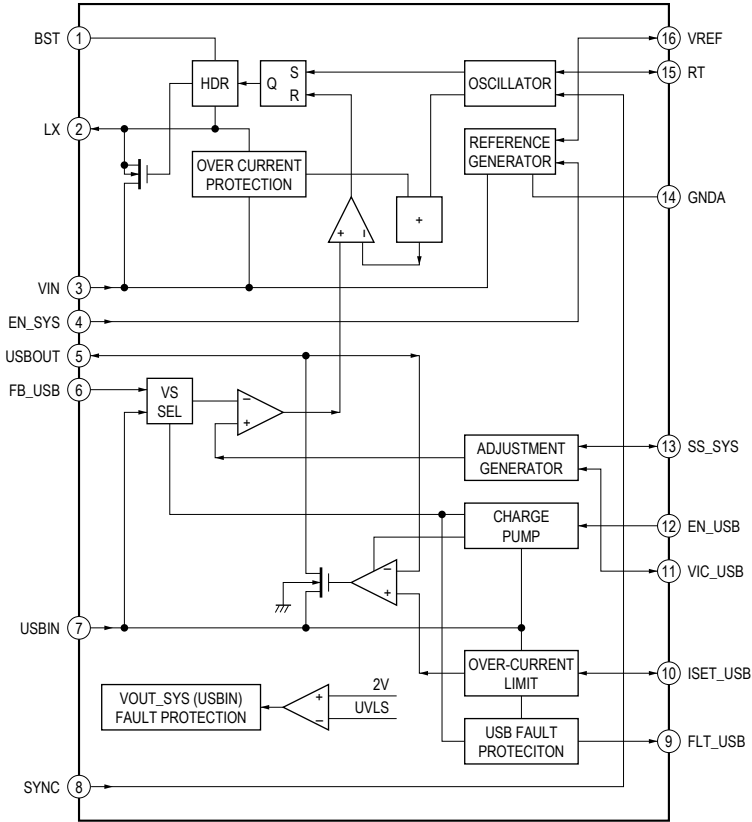 BST 1
16 VREF
HDR
Q
S
R
OSCILLATOR
15 RT
LX 2
OVER CURRENT
PROTECTION
REFERENCE
GENERATOR
+
14 GNDA
+ –
VIN 3
EN_SYS 4
USBOUT 5
FB_USB 6
VS
SEL
–
+
ADJUSTMENT
GENERATOR
13 SS_SYS
CHARGE
PUMP
12 EN_USB
11 VIC_USB
–
+
USBIN 7
OVER-CURRENT
LIMIT
10 ISET_USB
VOUT_SYS (USBIN)
FAULT PROTECTION
+
–
2V
UVLS
USB FAULT
PROTECITON
9 FLT_USB
SYNC 8